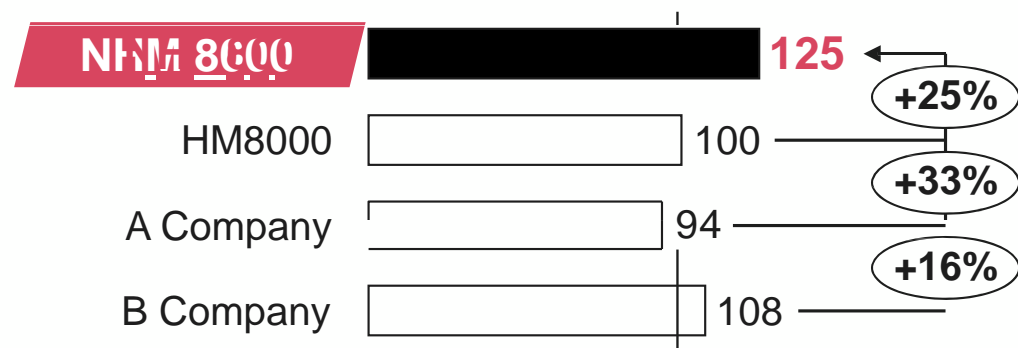 NHM 8000 125
+25%
HM8000 100
+33%
A Company 94
+16%
B Company 108